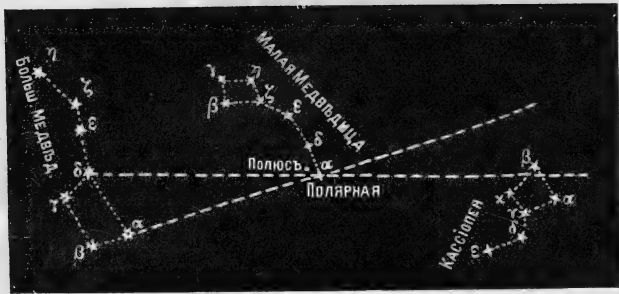 БОЛЬШ. МЕДВѢД.
η
ζ
ε
δ
γ
β
α
МАЛАЯ МЕДВѢДИЦА
γ
η
β
ζ
ε
δ
α
ПОЛЮСЪ.
ПОЛЯРНАЯ
КАССІОПЕЯ
β
α
χ
γ
δ
ε